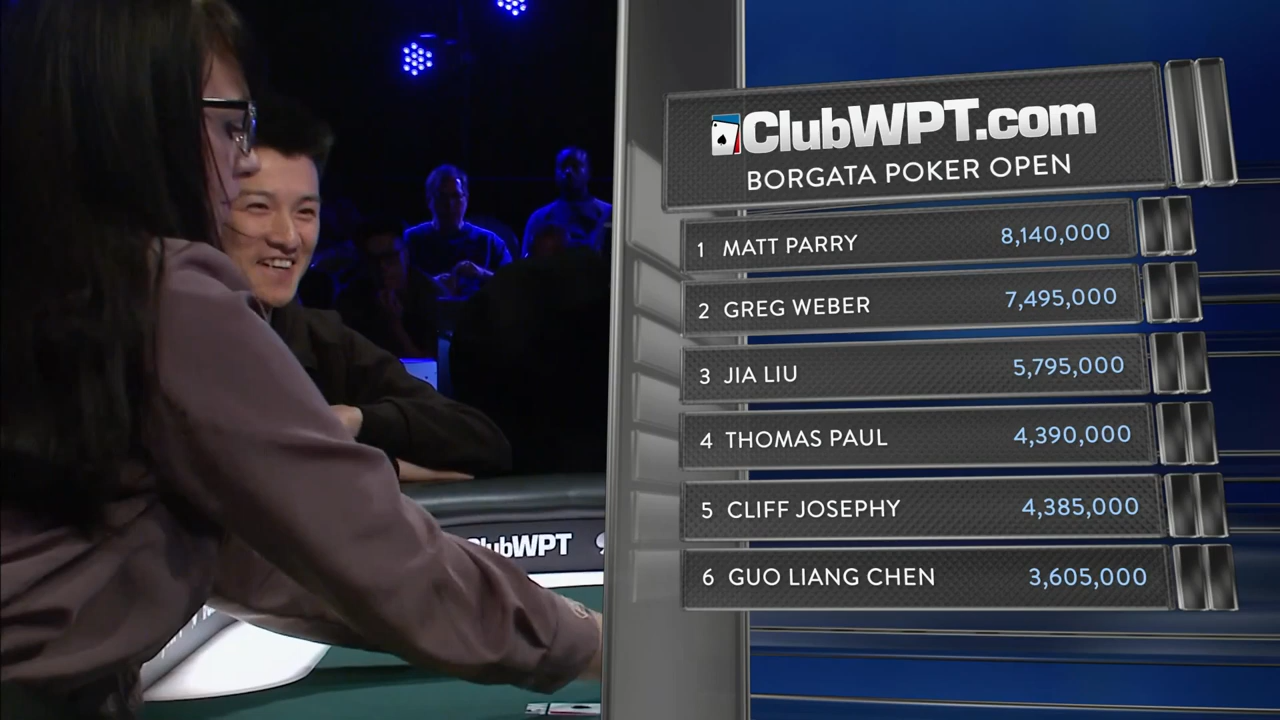 ClubWPT.com
BORGATA POKER OPEN
1 MATT PARRY 8,140,000
2 GREG WEBER 7,495,000
3 JIA LIU 5,795,000
4 THOMAS PAUL 4,390,000
5 CLIFF JOSEPHY 4,385,000
6 GUO LIANG CHEN 3,605,000
ClubWPT